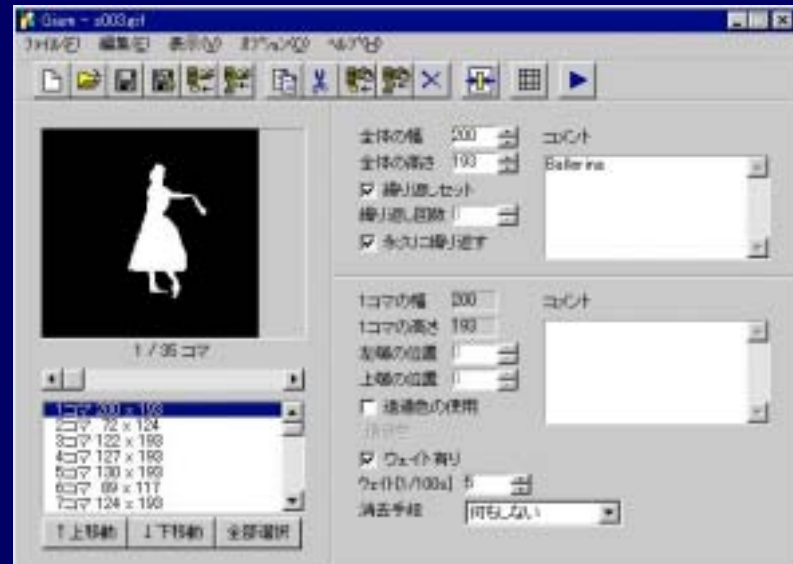 Giam - s003.gif
ﾌｧｲﾙ(F) 編集(E) 表示(V) ｵﾌﾟｼｮﾝ(O) ﾍﾙﾌﾟ(H)
全体の幅 200
全体の高さ 193
繰り返しセット
繰り返し回数
永久に繰り返す
コメント
Ballerina
1 / 35 コマ
1コマ 200 x 193
2コマ 72 x 124
3コマ 122 x 193
4コマ 127 x 193
5コマ 130 x 193
6コマ 89 x 117
7コマ 124 x 193
↑上移動 ↓下移動 全部選択
1コマの幅 200
1コマの高さ 193
左端の位置
上端の位置
透過色の使用
透過色
ウェイト有り
ウェイト[1/100s] 5
消去手段 何もしない
コメント